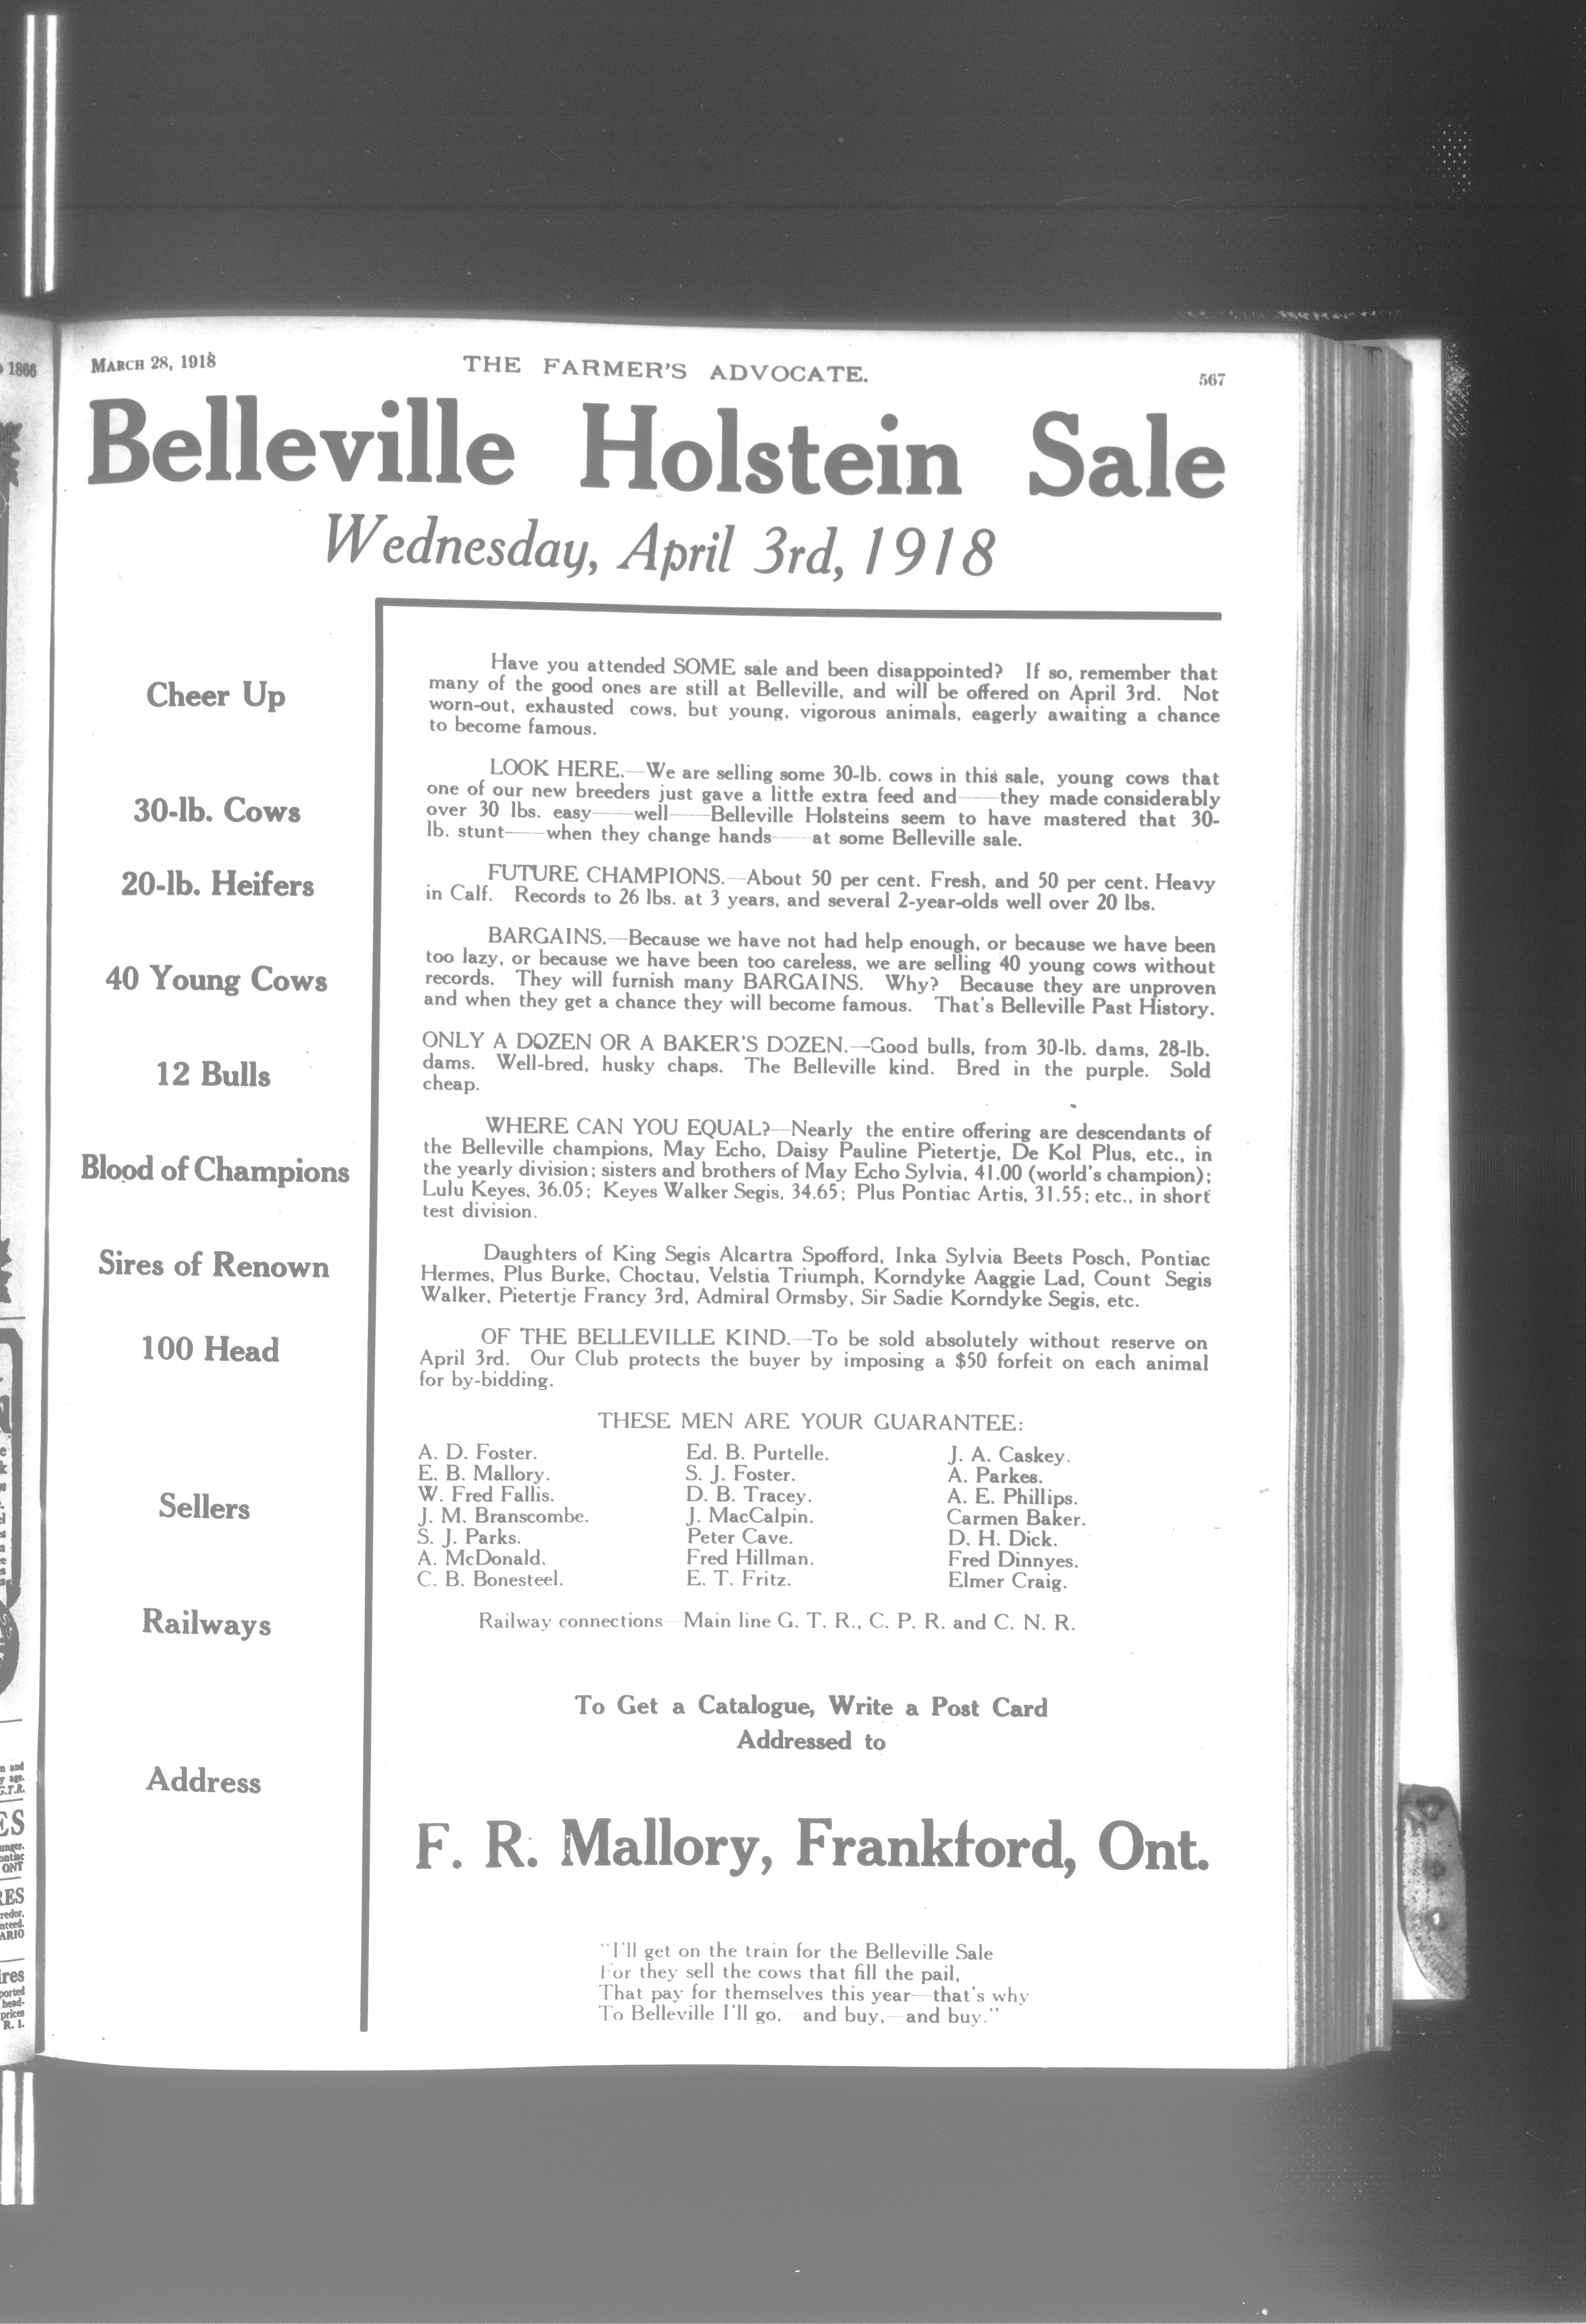 MARCH 28, 1918
THE FARMER'S ADVOCATE.
567
Belleville Holstein Sale
Wednesday, April 3rd, 1918
Cheer Up
Have you attended SOME sale and been disappointed? If so, remember that
many of the good ones are still at Belleville, and will be offered on April 3rd. Not
worn-out, exhausted cows, but young, vigorous animals, eagerly awaiting a chance
to become famous.
30-lb. Cows
LOOK HERE.—We are selling some 30-lb. cows in this sale, young cows that
one of our new breeders just gave a little extra feed and——they made considerably
over 30 lbs. easy——well——Belleville Holsteins seem to have mastered that 30-
lb. stunt——when they change hands——at some Belleville sale.
20-lb. Heifers
FUTURE CHAMPIONS.—About 50 per cent. Fresh, and 50 per cent. Heavy
in Calf. Records to 26 lbs. at 3 years, and several 2-year-olds well over 20 lbs.
40 Young Cows
BARGAINS.—Because we have not had help enough, or because we have been
too lazy, or because we have been too careless, we are selling 40 young cows without
records. They will furnish many BARGAINS. Why? Because they are unproven
and when they get a chance they will become famous. That's Belleville Past History.
12 Bulls
ONLY A DOZEN OR A BAKER'S DOZEN.—Good bulls, from 30-lb. dams, 28-lb.
dams. Well-bred, husky chaps. The Belleville kind. Bred in the purple. Sold
cheap.
Blood of Champions
WHERE CAN YOU EQUAL?—Nearly the entire offering are descendants of
the Belleville champions, May Echo, Daisy Pauline Pietertje, De Kol Plus, etc., in
the yearly division; sisters and brothers of May Echo Sylvia, 41.00 (world's champion);
Lulu Keyes, 36.05; Keyes Walker Segis, 34.65; Plus Pontiac Artis, 31.55; etc., in short
test division.
Sires of Renown
Daughters of King Segis Alcartra Spofford, Inka Sylvia Beets Posch, Pontiac
Hermes, Plus Burke, Choctau, Velstia Triumph, Korndyke Aaggie Lad, Count Segis
Walker, Pietertje Francy 3rd, Admiral Ormsby, Sir Sadie Korndyke Segis, etc.
100 Head
OF THE BELLEVILLE KIND.—To be sold absolutely without reserve on
April 3rd. Our Club protects the buyer by imposing a $50 forfeit on each animal
for by-bidding.
THESE MEN ARE YOUR GUARANTEE:
Sellers
A. D. Foster.
E. B. Mallory.
W. Fred Fallis.
J. M. Branscombe.
S. J. Parks.
A. McDonald.
C. B. Bonesteel.
Ed. B. Purtelle.
S. J. Foster.
D. B. Tracey.
J. MacCalpin.
Peter Cave.
Fred Hillman.
E. T. Fritz.
J. A. Caskey.
A. Parkes.
A. E. Phillips.
Carmen Baker.
D. H. Dick.
Fred Dinnyes.
Elmer Craig.
Railways
Railway connections—Main line G. T. R., C. P. R. and C. N. R.
To Get a Catalogue, Write a Post Card
Addressed to
Address
F. R. Mallory, Frankford, Ont.
"I'll get on the train for the Belleville Sale
For they sell the cows that fill the pail,
That pay for themselves this year—that's why
To Belleville I'll go,—and buy,—and buy."
1866